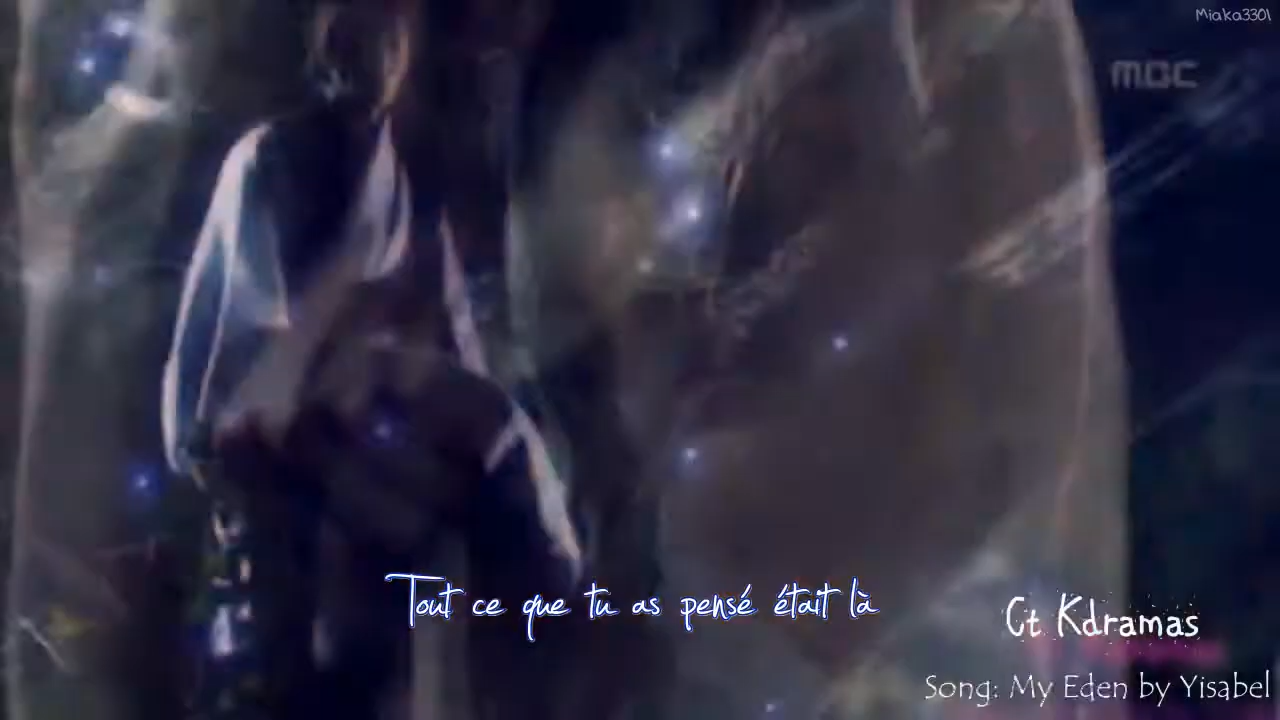 Miaka3301
MBC
Tout ce que tu as pensé était là
Ct Kdramas
Song: My Eden by Yisabel